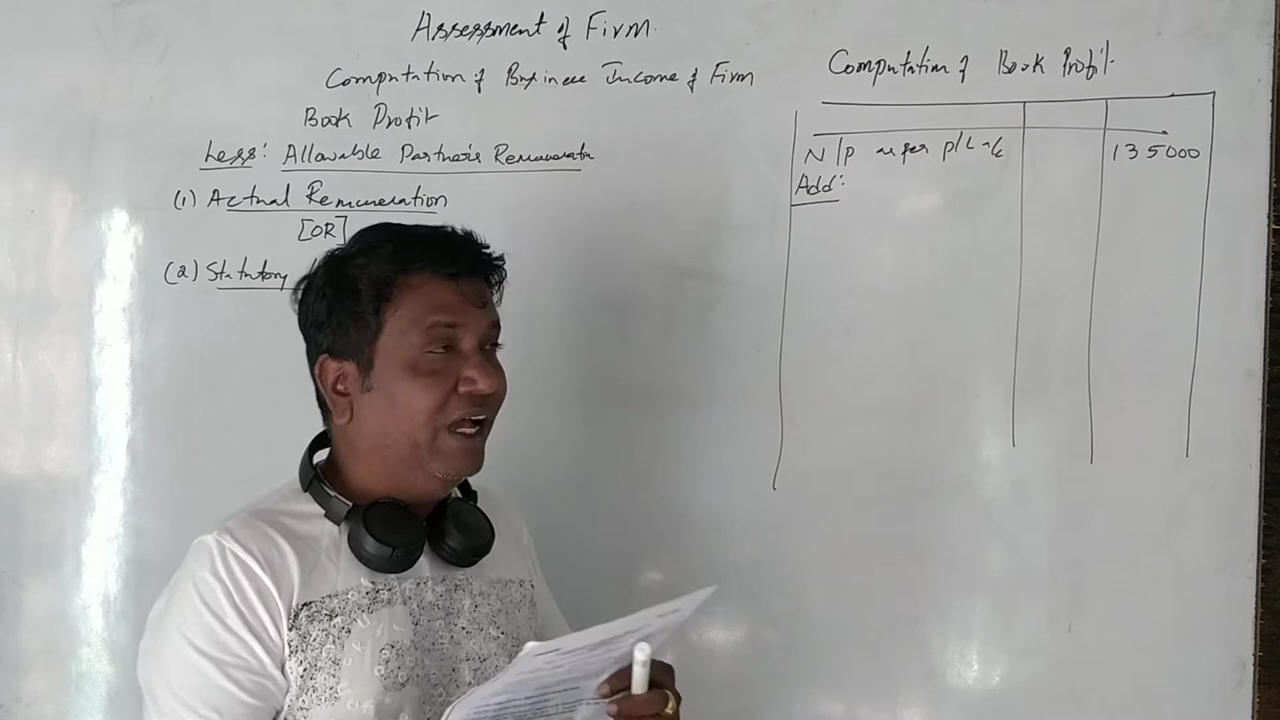 Assessment of Firm.
Computation of Business Income of Firm
Book Profit
Less: Allowable Partner's Remuneration
(1) Actual Remuneration
[OR]
(2) Statutory
Computation of Book Profit.
N/P as per P/L a/c 135000
Add: